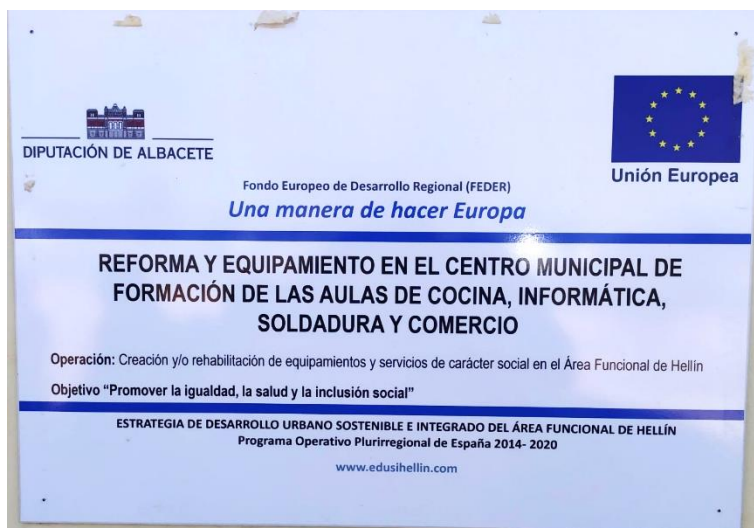 DIPUTACIÓN DE ALBACETE
Unión Europea
Fondo Europeo de Desarrollo Regional (FEDER)
Una manera de hacer Europa
REFORMA Y EQUIPAMIENTO EN EL CENTRO MUNICIPAL DE
FORMACIÓN DE LAS AULAS DE COCINA, INFORMÁTICA,
SOLDADURA Y COMERCIO
Operación: Creación y/o rehabilitación de equipamientos y servicios de carácter social en el Área Funcional de Hellín
Objetivo “Promover la igualdad, la salud y la inclusión social”
ESTRATEGIA DE DESARROLLO URBANO SOSTENIBLE E INTEGRADO DEL ÁREA FUNCIONAL DE HELLÍN
Programa Operativo Plurirregional de España 2014- 2020
www.edusihellin.com